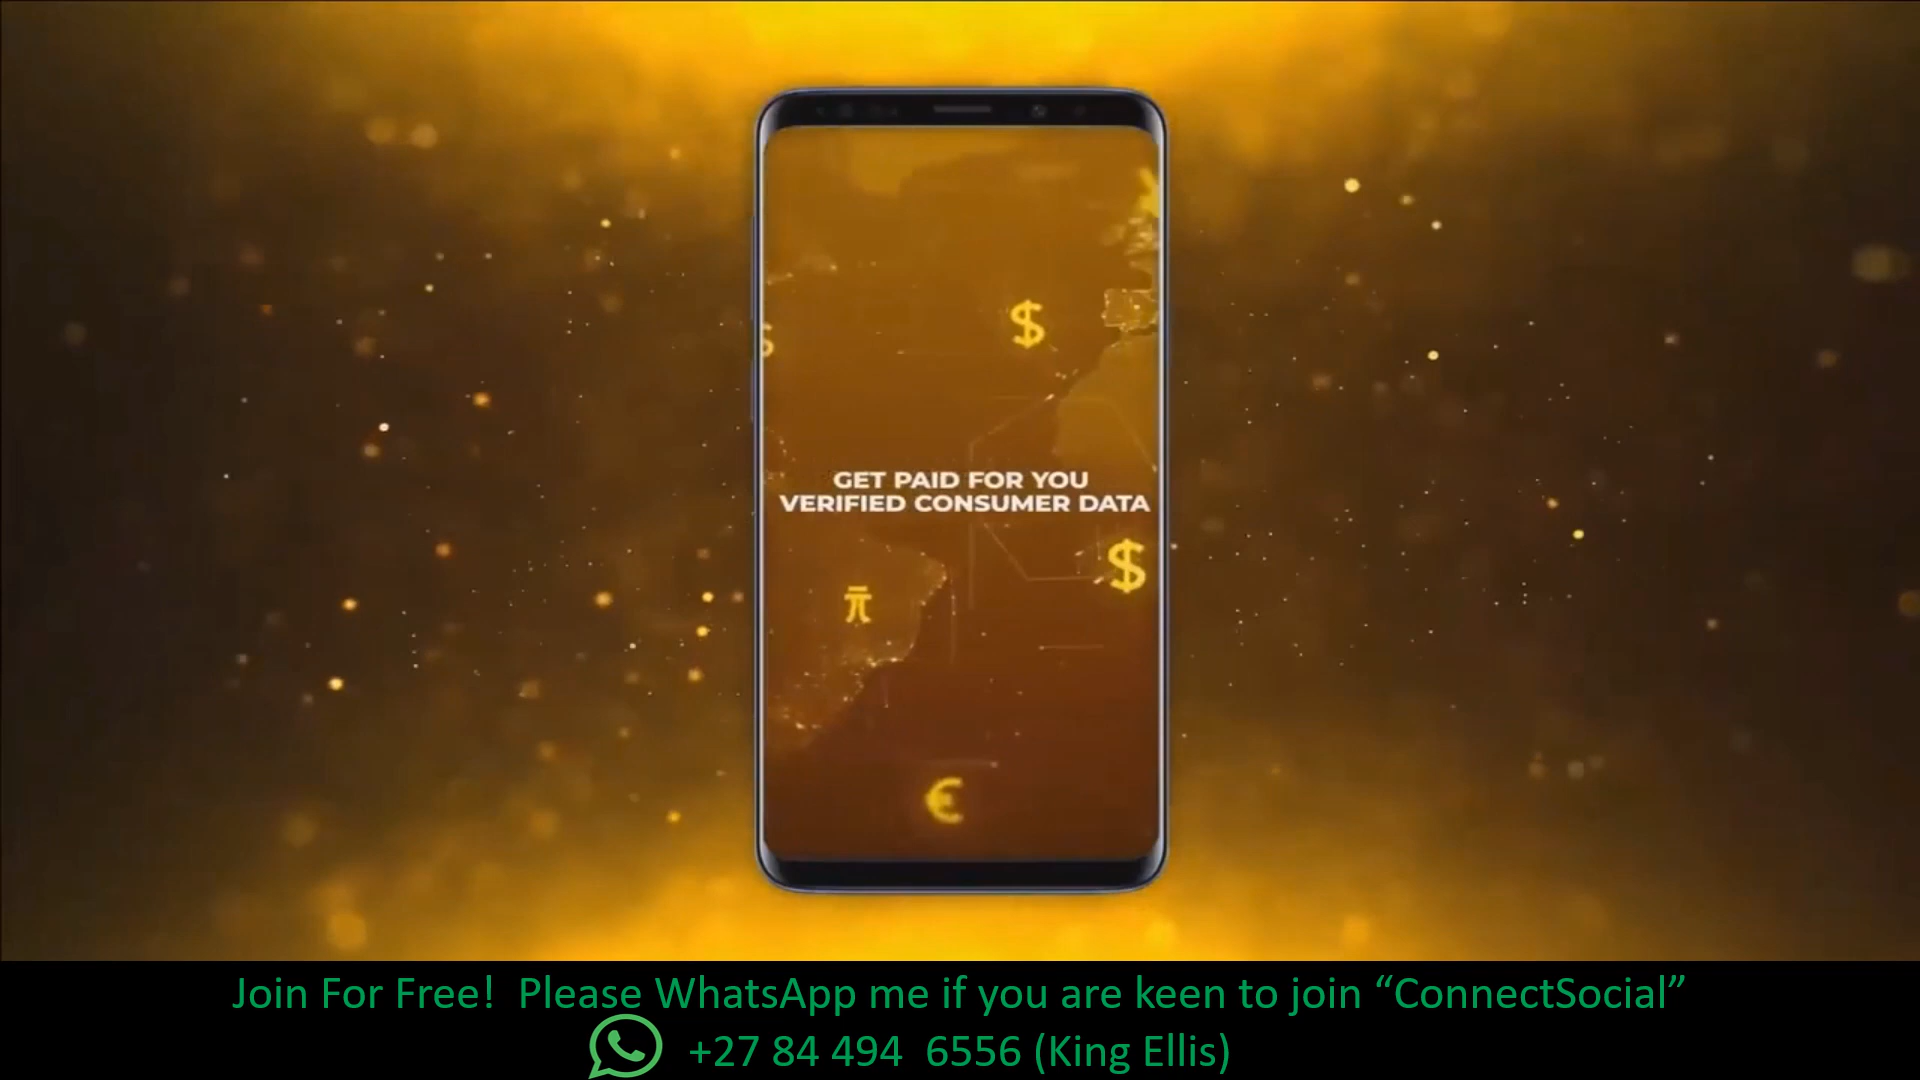 GET PAID FOR YOU
VERIFIED CONSUMER DATA
Join For Free!  Please WhatsApp me if you are keen to join “ConnectSocial”
+27 84 494  6556 (King Ellis)